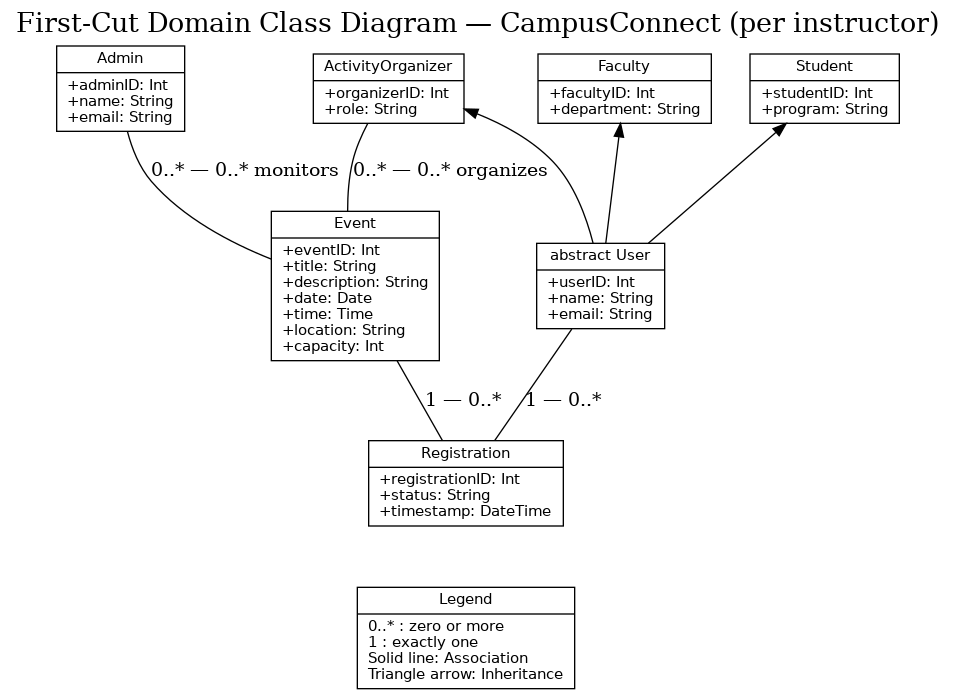 First-Cut Domain Class Diagram — CampusConnect (per instructor)
Admin
+adminID: Int
+name: String
+email: String
ActivityOrganizer
+organizerID: Int
+role: String
Faculty
+facultyID: Int
+department: String
Student
+studentID: Int
+program: String
0..* — 0..* monitors
0..* — 0..* organizes
Event
+eventID: Int
+title: String
+description: String
+date: Date
+time: Time
+location: String
+capacity: Int
abstract User
+userID: Int
+name: String
+email: String
1 — 0..*
1 — 0..*
Registration
+registrationID: Int
+status: String
+timestamp: DateTime
Legend
0..* : zero or more
1 : exactly one
Solid line: Association
Triangle arrow: Inheritance